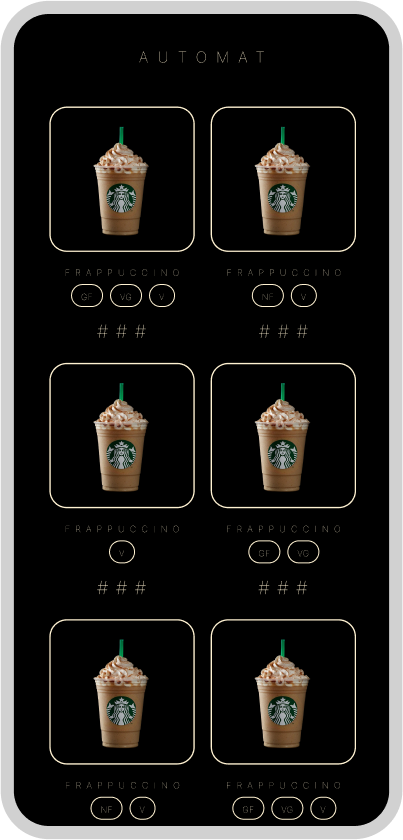 AUTOMAT
FRAPPUCCINO FRAPPUCCINO
GF VG V NF V
### ###
FRAPPUCCINO FRAPPUCCINO
V GF VG
### ###
FRAPPUCCINO FRAPPUCCINO
NF V GF VG V